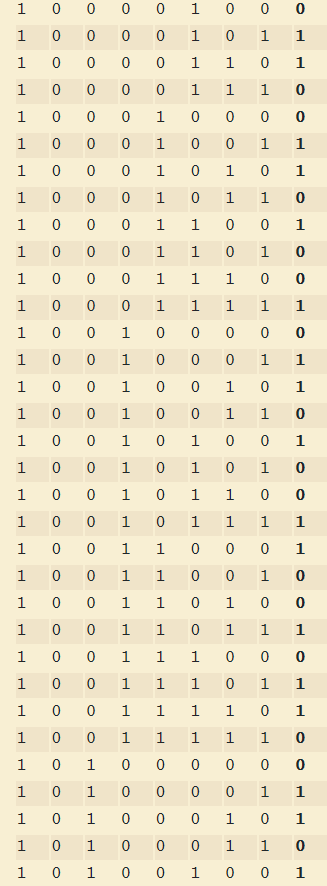 1 0 0 0 0 1 0 0 0
1 0 0 0 0 1 0 1 1
1 0 0 0 0 1 1 0 1
1 0 0 0 0 1 1 1 0
1 0 0 0 1 0 0 0 0
1 0 0 0 1 0 0 1 1
1 0 0 0 1 0 1 0 1
1 0 0 0 1 0 1 1 0
1 0 0 0 1 1 0 0 1
1 0 0 0 1 1 0 1 0
1 0 0 0 1 1 1 0 0
1 0 0 0 1 1 1 1 1
1 0 0 1 0 0 0 0 0
1 0 0 1 0 0 0 1 1
1 0 0 1 0 0 1 0 1
1 0 0 1 0 0 1 1 0
1 0 0 1 0 1 0 0 1
1 0 0 1 0 1 0 1 0
1 0 0 1 0 1 1 0 0
1 0 0 1 0 1 1 1 1
1 0 0 1 1 0 0 0 1
1 0 0 1 1 0 0 1 0
1 0 0 1 1 0 1 0 0
1 0 0 1 1 0 1 1 1
1 0 0 1 1 1 0 0 0
1 0 0 1 1 1 0 1 1
1 0 0 1 1 1 1 0 1
1 0 0 1 1 1 1 1 0
1 0 1 0 0 0 0 0 0
1 0 1 0 0 0 0 1 1
1 0 1 0 0 0 1 0 1
1 0 1 0 0 0 1 1 0
1 0 1 0 0 1 0 0 1